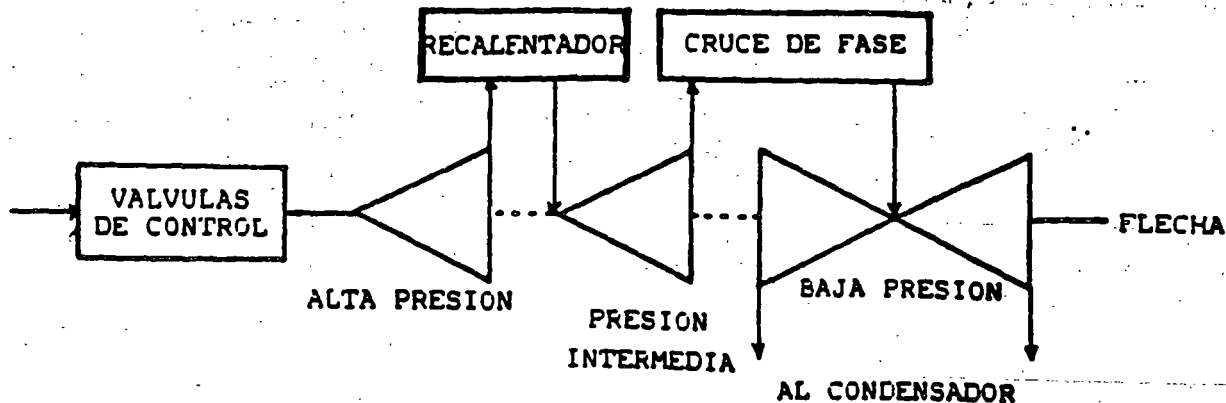 RECALENTADOR
CRUCE DE FASE
VALVULAS
DE CONTROL
FLECHA
ALTA PRESION
BAJA PRESION
PRESION
INTERMEDIA
AL CONDENSADOR